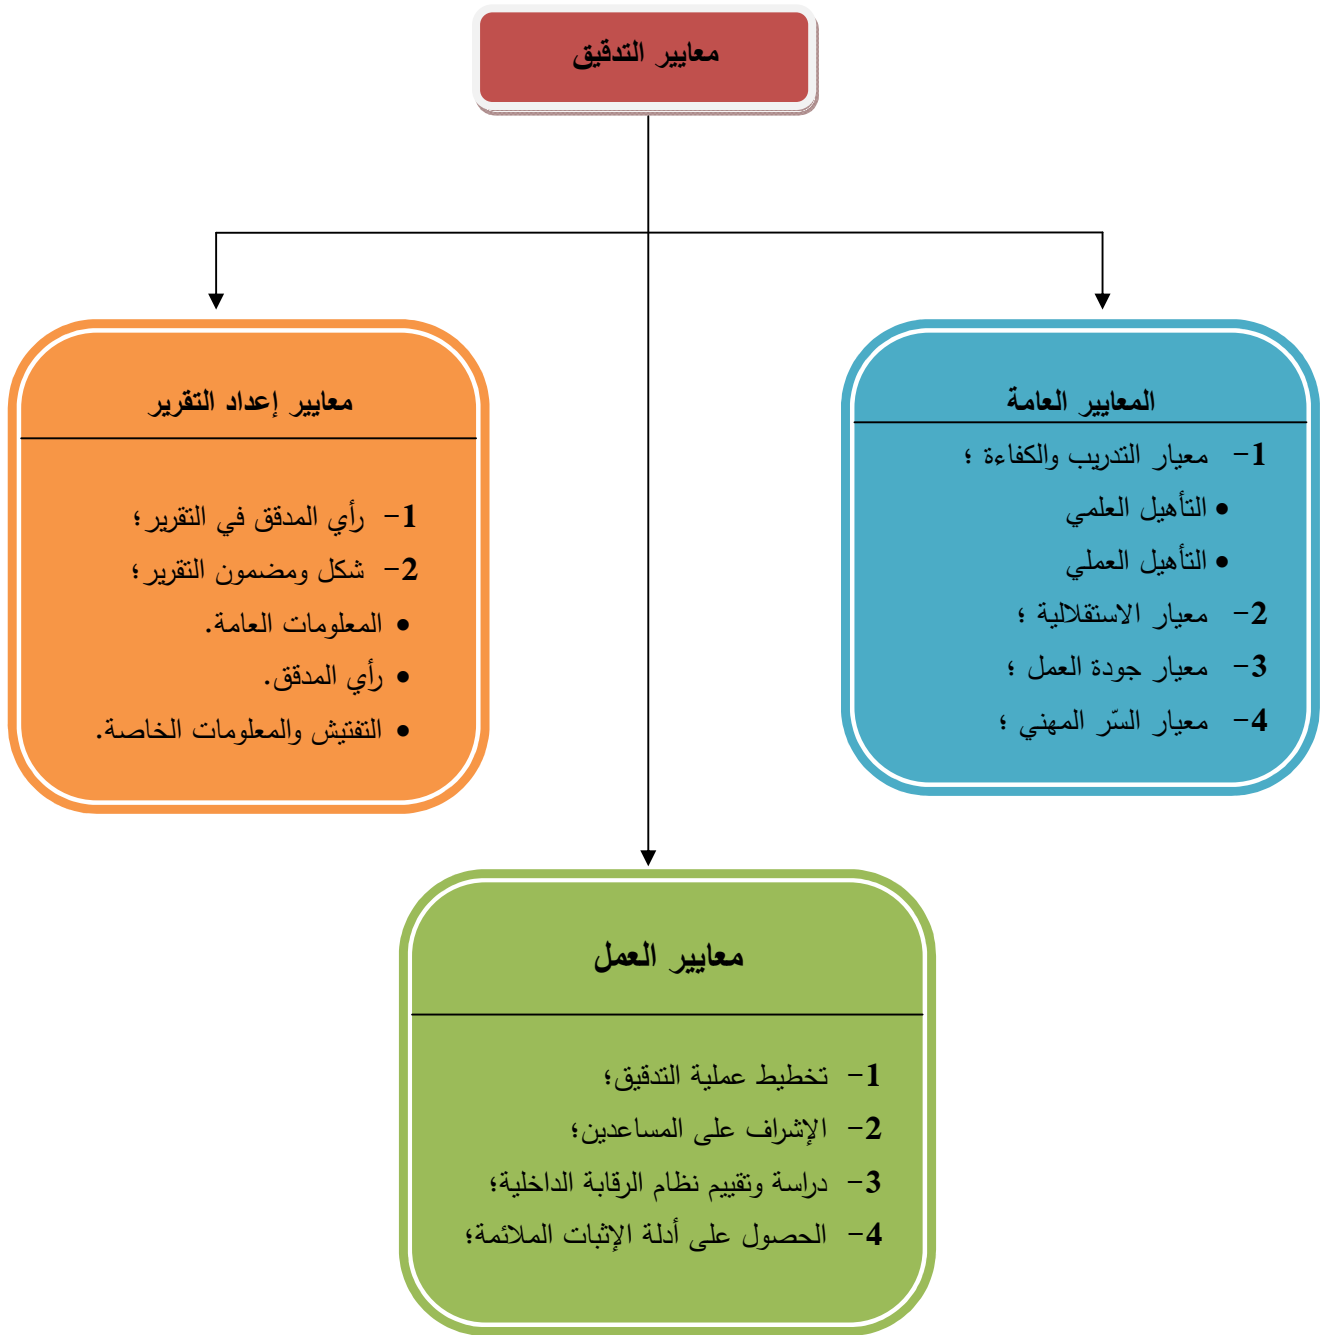 معايير التدقيق
المعايير العامة
1- معيار التدريب والكفاءة ؛
• التأهيل العلمي
• التأهيل العملي
2- معيار الاستقلالية ؛
3- معيار جودة العمل ؛
4- معيار السّر المهني ؛
معايير إعداد التقرير
1- رأي المدقق في التقرير؛
2- شكل ومضمون التقرير؛
• المعلومات العامة.
• رأي المدقق.
• التفتيش والمعلومات الخاصة.
معايير العمل
1- تخطيط عملية التدقيق؛
2- الإشراف على المساعدين؛
3- دراسة وتقييم نظام الرقابة الداخلية؛
4- الحصول على أدلة الإثبات الملائمة؛